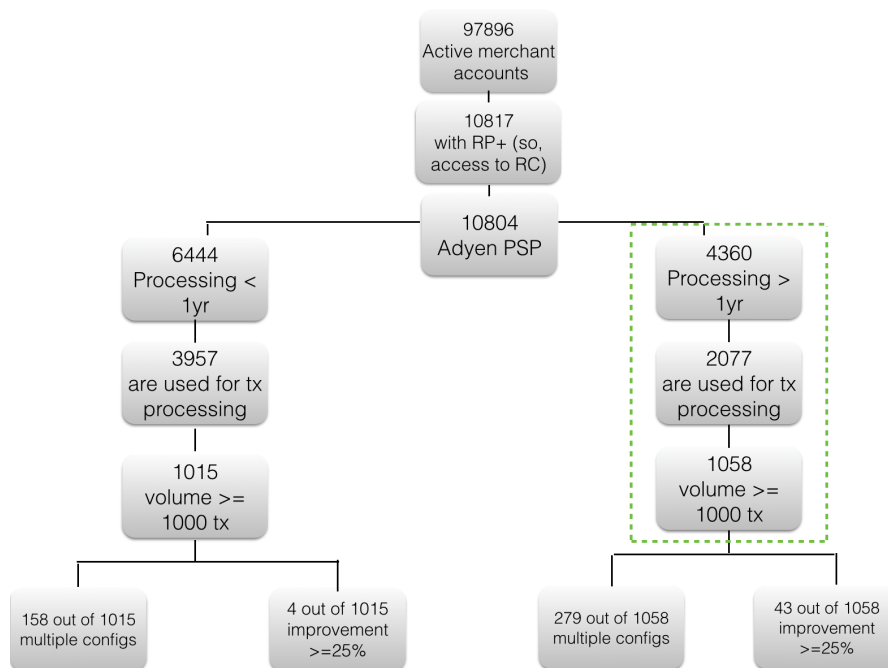 97896
Active merchant
accounts
10817
with RP+ (so,
access to RC)
10804
Adyen PSP
6444
Processing <
1yr
4360
Processing >
1yr
3957
are used for tx
processing
2077
are used for tx
processing
1015
volume >=
1000 tx
1058
volume >=
1000 tx
158 out of 1015
multiple configs
4 out of 1015
improvement
>=25%
279 out of 1058
multiple configs
43 out of 1058
improvement
>=25%